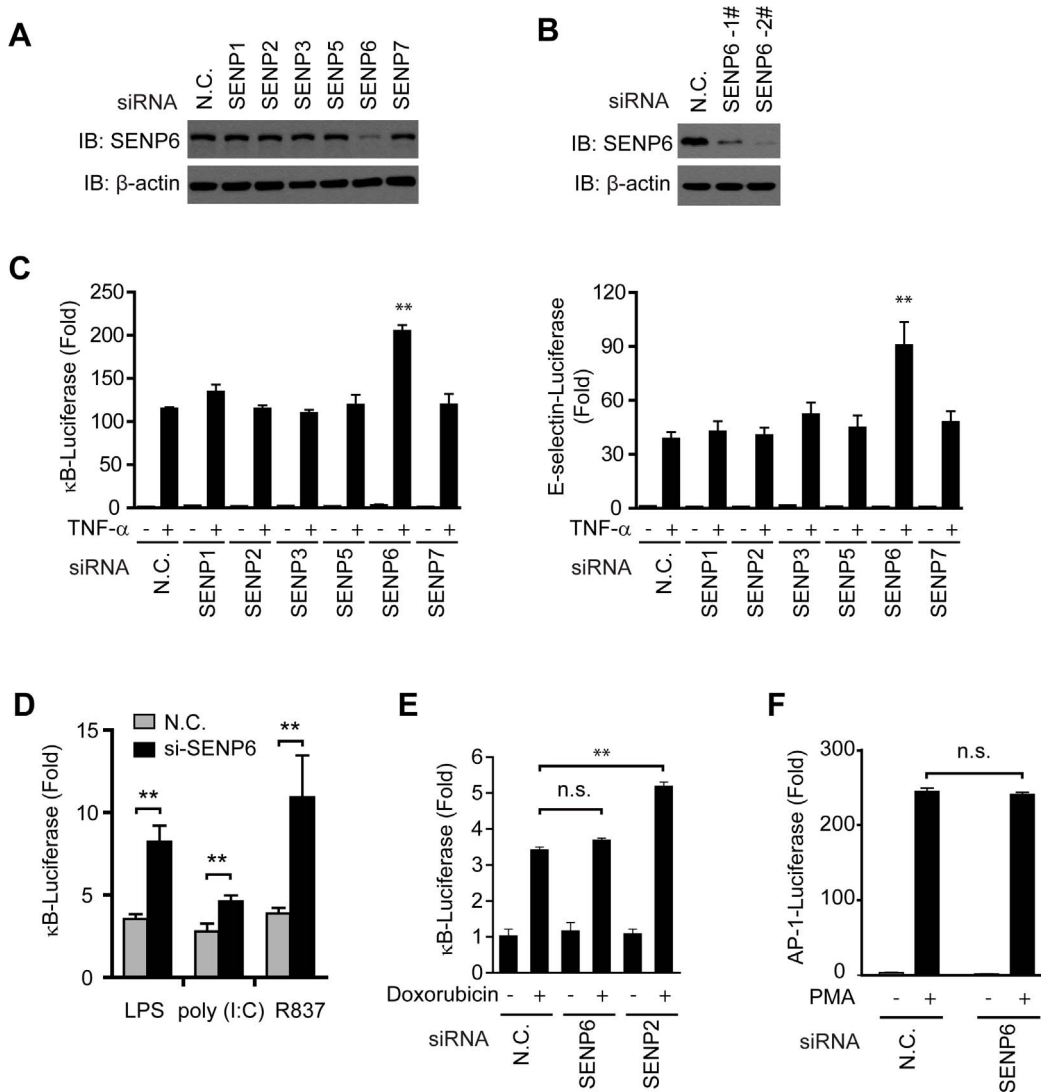 A
siRNA
N.C.
SENP1
SENP2
SENP3
SENP5
SENP6
SENP7
IB: SENP6
IB: β-actin
B
siRNA
N.C.
SENP6 -1#
SENP6 -2#
IB: SENP6
IB: β-actin
C
κB-Luciferase (Fold)
250
200
150
100
50
0
**
TNF-α - + - + - + - + - + - + - +
siRNA
N.C.
SENP1
SENP2
SENP3
SENP5
SENP6
SENP7
E-selectin-Luciferase
(Fold)
120
90
60
30
0
**
TNF-α - + - + - + - + - + - + - +
siRNA
N.C.
SENP1
SENP2
SENP3
SENP5
SENP6
SENP7
D
N.C.
si-SENP6
κB-Luciferase (Fold)
15
10
5
0
**
**
**
LPS poly (I:C) R837
E
κB-Luciferase (Fold)
6
5
4
3
2
1
0
**
n.s.
Doxorubicin - + - + - +
siRNA
N.C.
SENP6
SENP2
F
AP-1-Luciferase (Fold)
300
200
100
0
n.s.
PMA - + - +
siRNA
N.C.
SENP6